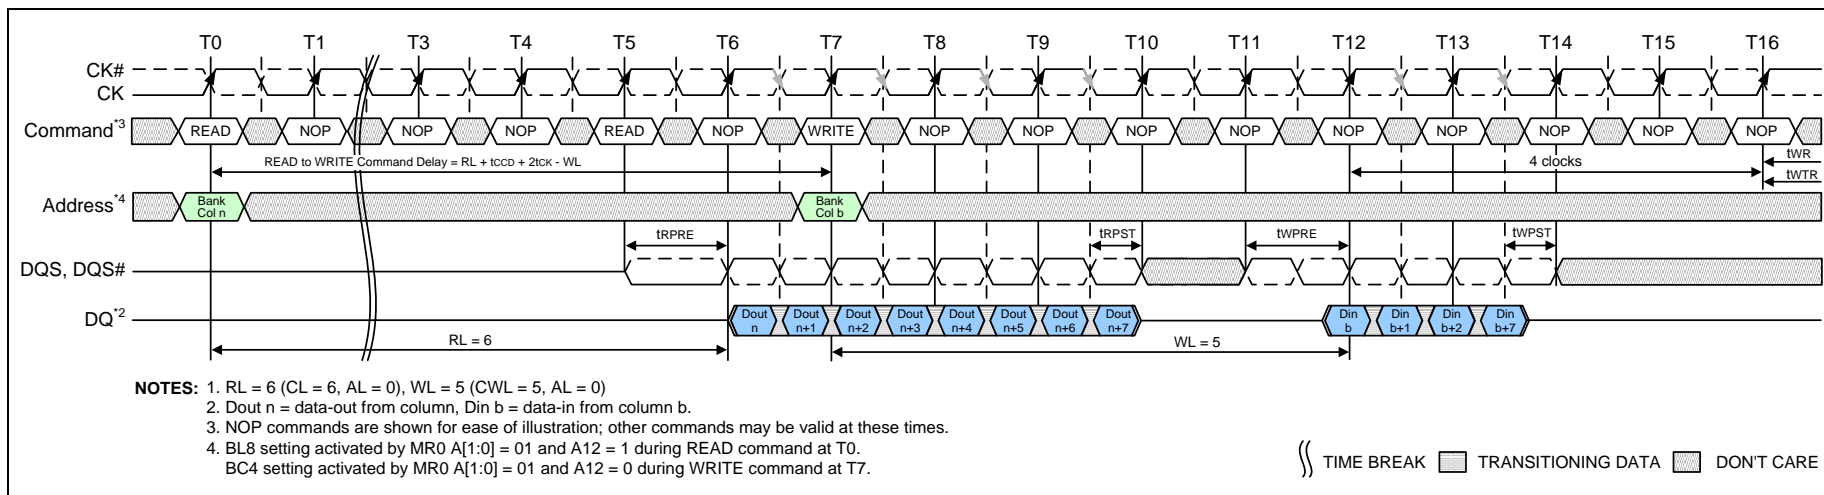 T0 T1 T3 T4 T5 T6 T7 T8 T9 T10 T11 T12 T13 T14 T15 T16
CK#
CK
Command*3 READ NOP NOP NOP READ NOP WRITE NOP NOP NOP NOP NOP NOP NOP NOP NOP
READ to WRITE Command Delay = RL + tCCD + 2tCK - WL
4 clocks
tWR
tWTR
Address*4
Bank
Col n
Bank
Col b
tRPRE tRPST tWPRE tWPST
DQS, DQS#
DQ*2
Dout
n
Dout
n+1
Dout
n+2
Dout
n+3
Dout
n+4
Dout
n+5
Dout
n+6
Dout
n+7
Din
b
Din
b+1
Din
b+2
Din
b+7
RL = 6
WL = 5
NOTES: 1. RL = 6 (CL = 6, AL = 0), WL = 5 (CWL = 5, AL = 0)
2. Dout n = data-out from column, Din b = data-in from column b.
3. NOP commands are shown for ease of illustration; other commands may be valid at these times.
4. BL8 setting activated by MR0 A[1:0] = 01 and A12 = 1 during READ command at T0.
BC4 setting activated by MR0 A[1:0] = 01 and A12 = 0 during WRITE command at T7.
TIME BREAK TRANSITIONING DATA DON'T CARE